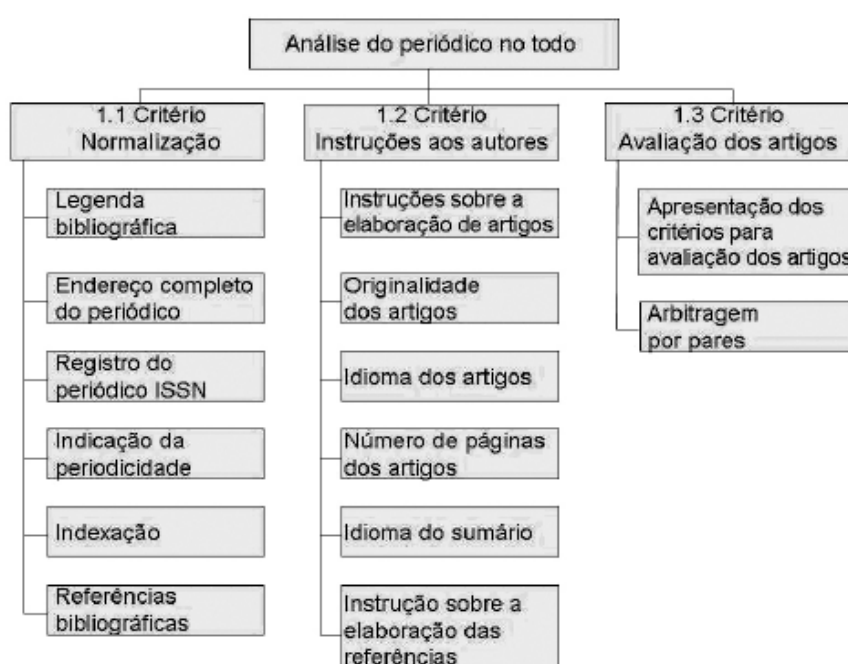 Análise do periódico no todo
1.1 Critério
Normalização
Legenda
bibliográfica
Endereço completo
do periódico
Registro do
periódico ISSN
Indicação da
periodicidade
Indexação
Referências
bibliográficas
1.2 Critério
Instruções aos autores
Instruções sobre a
elaboração de artigos
Originalidade
dos artigos
Idioma dos artigos
Número de páginas
dos artigos
Idioma do sumário
Instrução sobre a
elaboração das
referências
1.3 Critério
Avaliação dos artigos
Apresentação dos
critérios para
avaliação dos artigos
Arbitragem
por pares